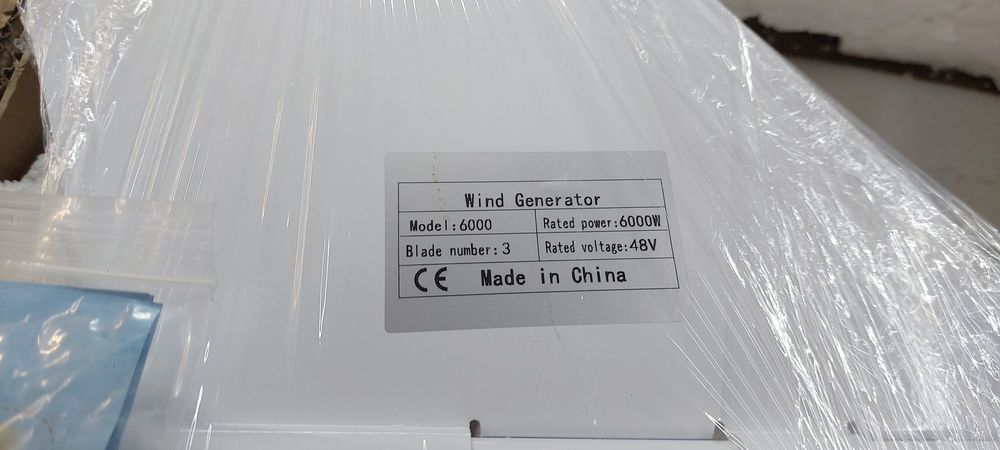 Wind Generator
Model:6000 Rated power:6000W
Blade number:3 Rated voltage:48V
CE Made in China